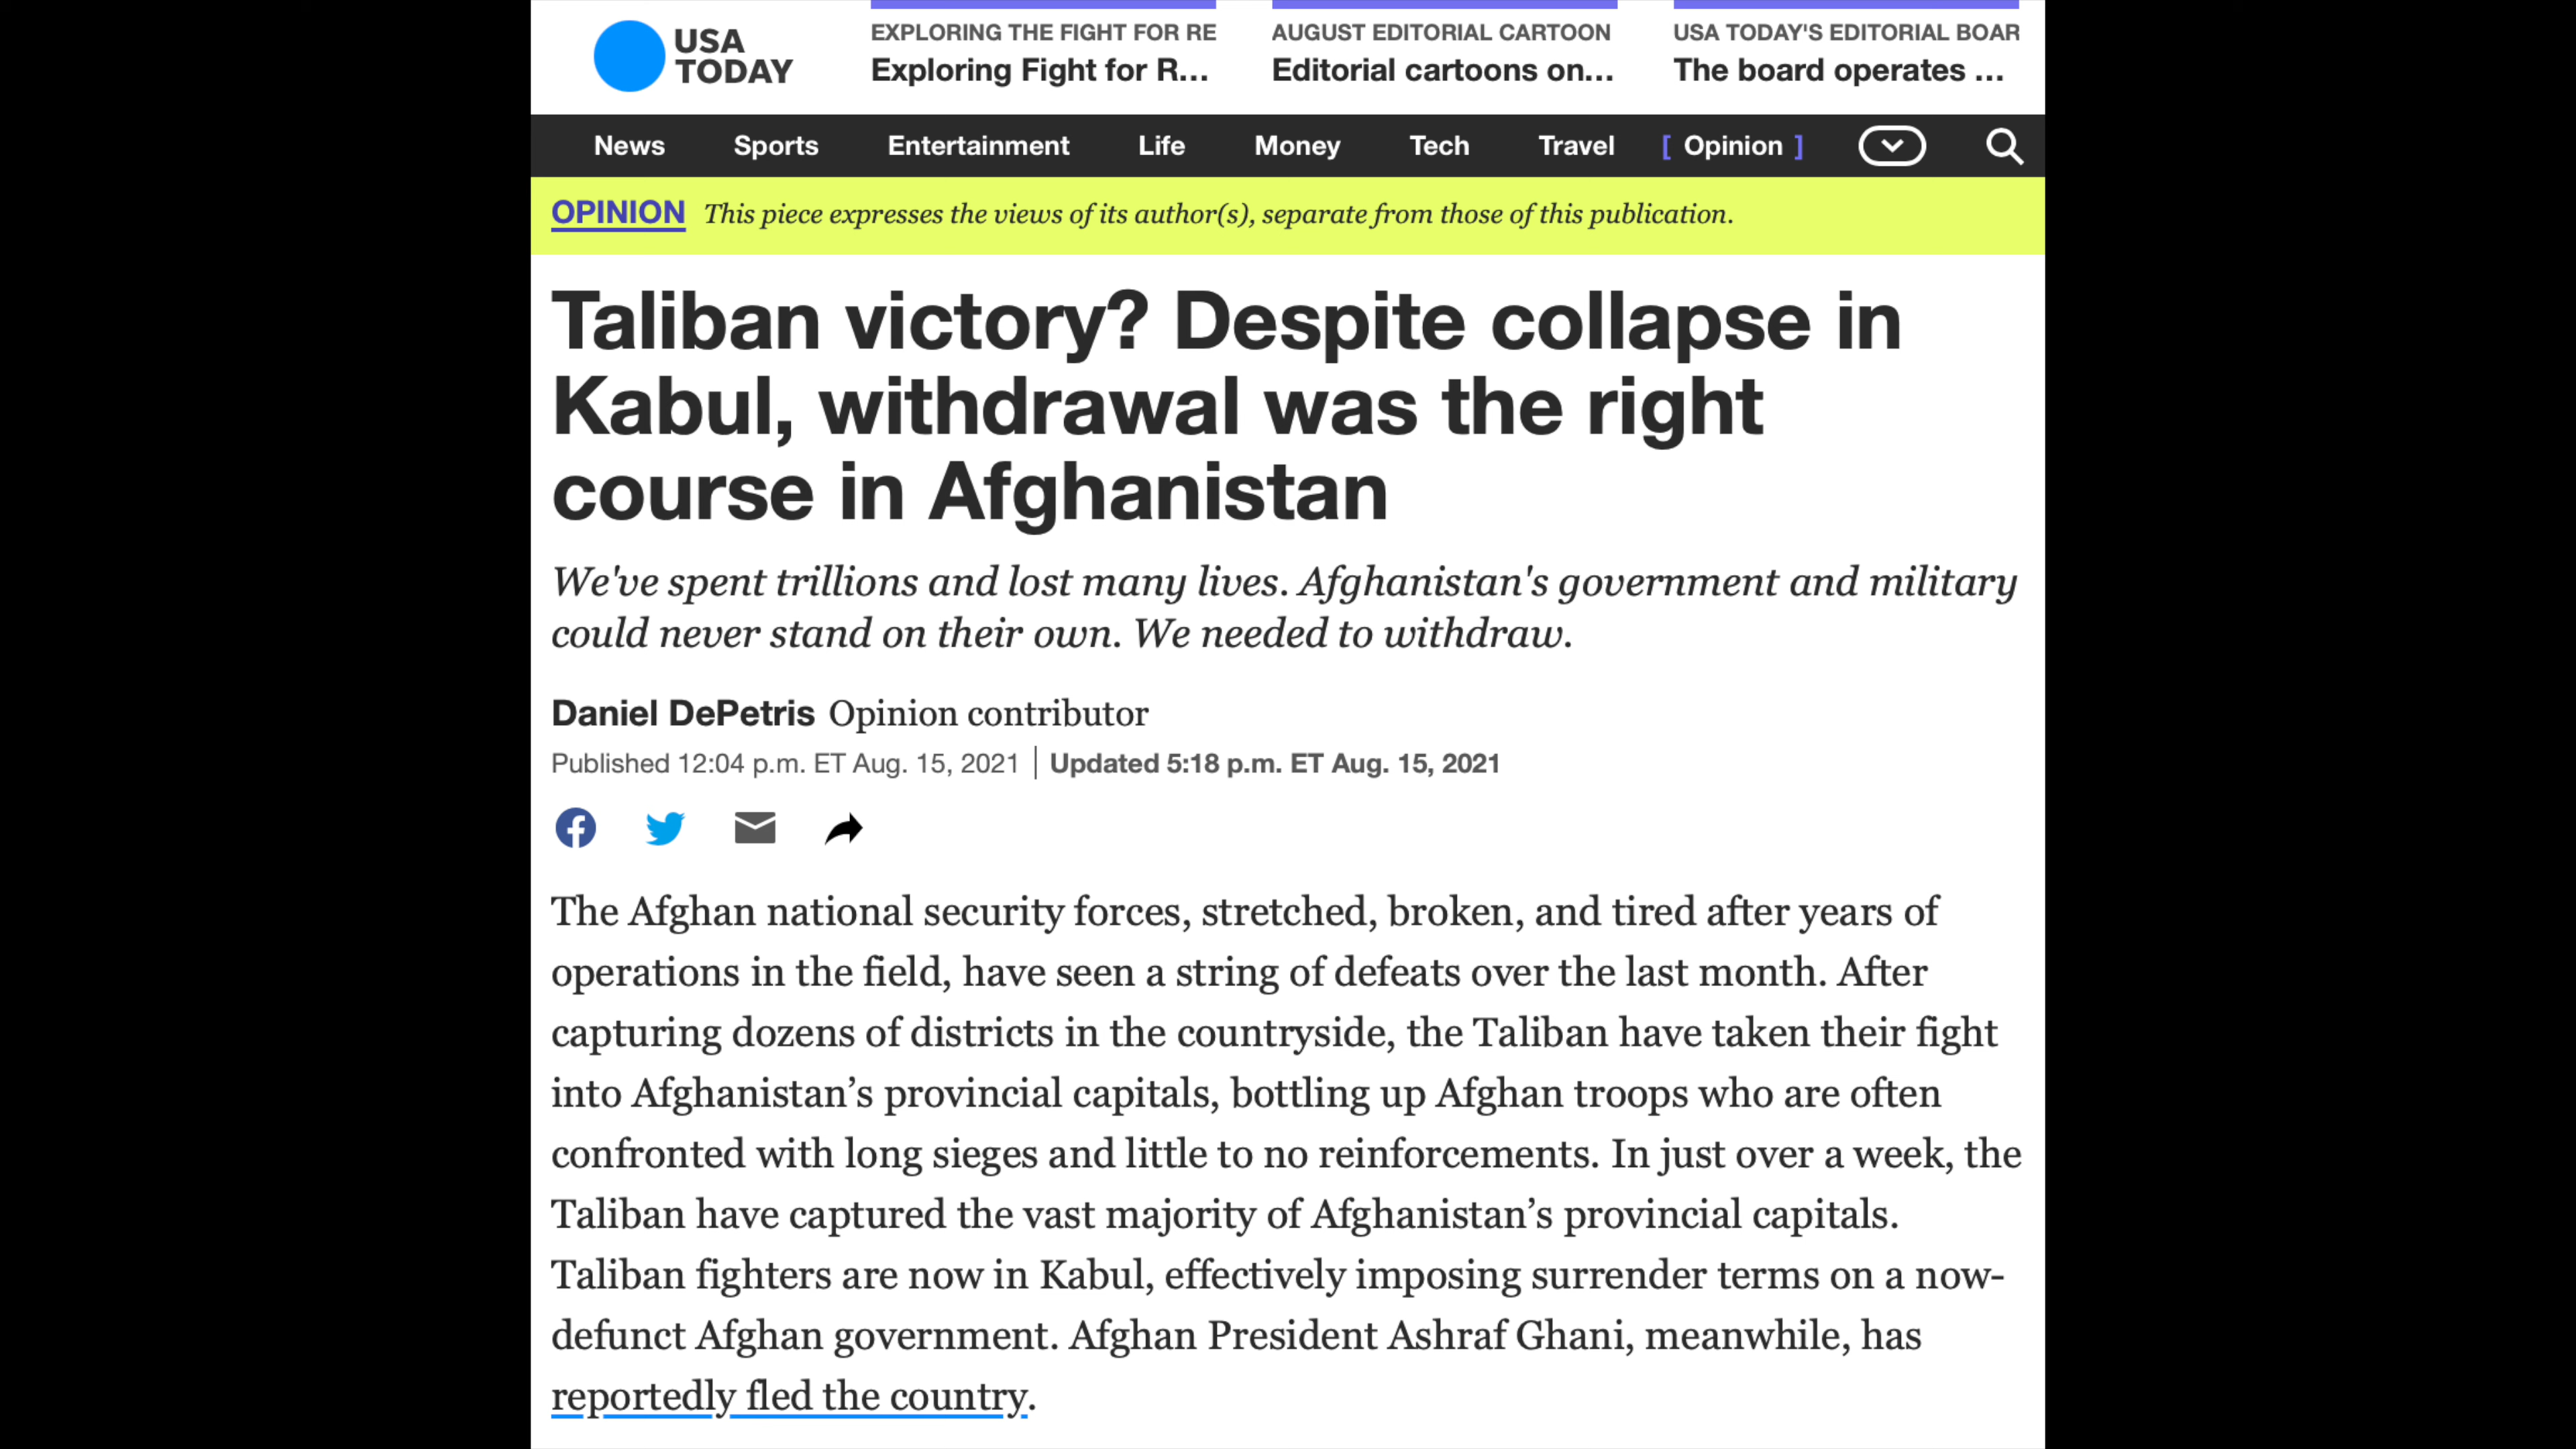 USA
TODAY
EXPLORING THE FIGHT FOR RE
Exploring Fight for R...
AUGUST EDITORIAL CARTOON
Editorial cartoons on...
USA TODAY'S EDITORIAL BOAR
The board operates ...
News Sports Entertainment Life Money Tech Travel [ Opinion ]
OPINION This piece expresses the views of its author(s), separate from those of this publication.
Taliban victory? Despite collapse in
Kabul, withdrawal was the right
course in Afghanistan
We've spent trillions and lost many lives. Afghanistan's government and military
could never stand on their own. We needed to withdraw.
Daniel DePetris Opinion contributor
Published 12:04 p.m. ET Aug. 15, 2021 | Updated 5:18 p.m. ET Aug. 15, 2021
The Afghan national security forces, stretched, broken, and tired after years of
operations in the field, have seen a string of defeats over the last month. After
capturing dozens of districts in the countryside, the Taliban have taken their fight
into Afghanistan’s provincial capitals, bottling up Afghan troops who are often
confronted with long sieges and little to no reinforcements. In just over a week, the
Taliban have captured the vast majority of Afghanistan’s provincial capitals.
Taliban fighters are now in Kabul, effectively imposing surrender terms on a now-
defunct Afghan government. Afghan President Ashraf Ghani, meanwhile, has
reportedly fled the country.